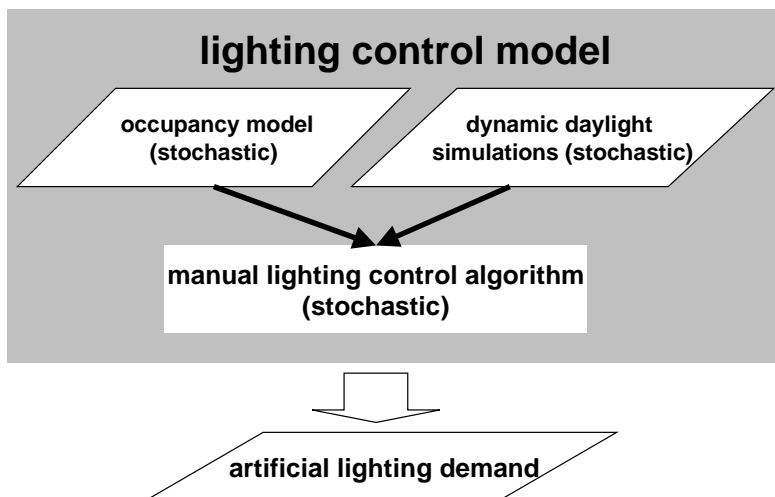 lighting control model
occupancy model
(stochastic)
dynamic daylight
simulations (stochastic)
manual lighting control algorithm
(stochastic)
artificial lighting demand